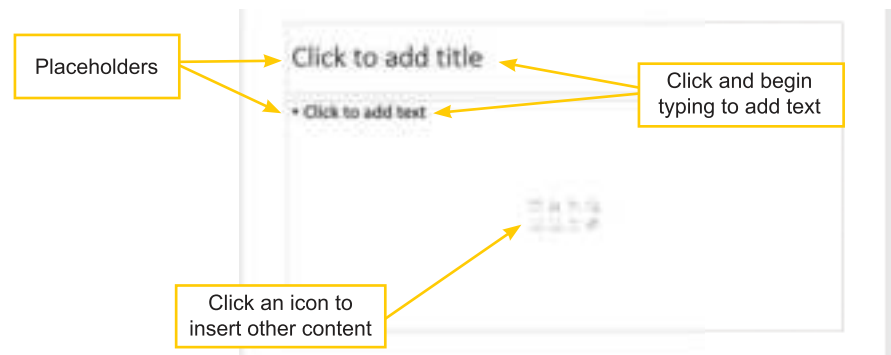 Click to add title
Placeholders
Click and begin
typing to add text
• Click to add text
Click an icon to
insert other content